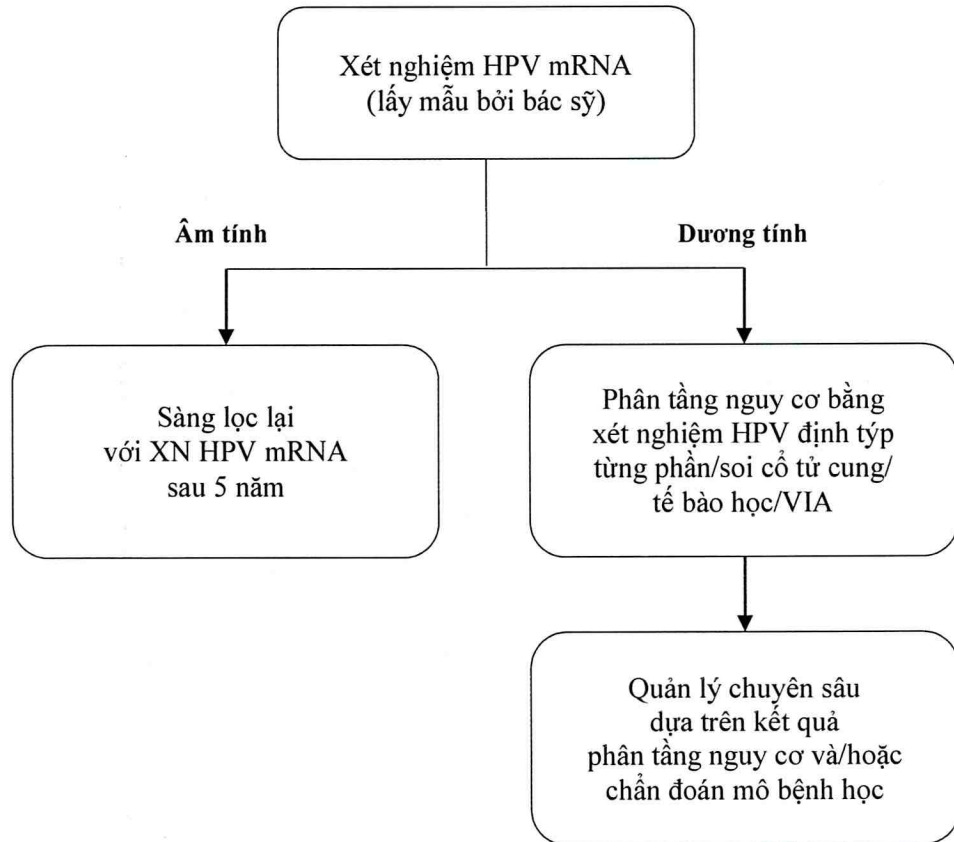 Xét nghiệm HPV mRNA
(lấy mẫu bởi bác sỹ)
Âm tính
Dương tính
Sàng lọc lại
với XN HPV mRNA
sau 5 năm
Phân tầng nguy cơ bằng
xét nghiệm HPV định týp
từng phần/soi cổ tử cung/
tế bào học/VIA
Quản lý chuyên sâu
dựa trên kết quả
phân tầng nguy cơ và/hoặc
chẩn đoán mô bệnh học